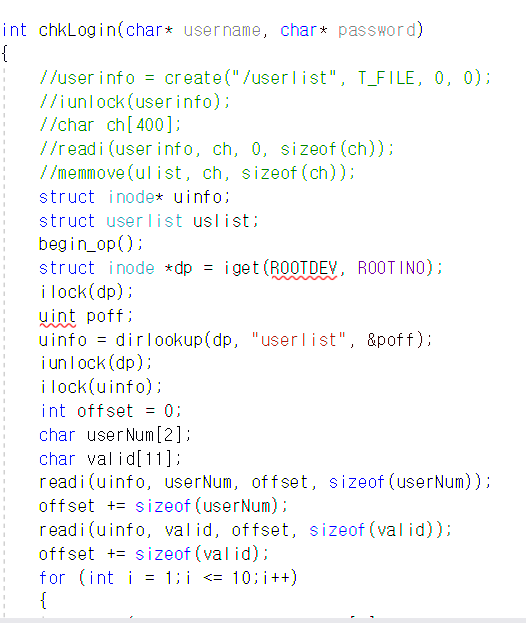 int chkLogin(char* username, char* password)
{
//userinfo = create("/userlist", T_FILE, 0, 0);
//iunlock(userinfo);
//char ch[400];
//readi(userinfo, ch, 0, sizeof(ch));
//memmove(ulist, ch, sizeof(ch));
struct inode* uinfo;
struct userlist uslist;
begin_op();
struct inode *dp = iget(ROOTDEV, ROOTINO);
ilock(dp);
uint poff;
uinfo = dirlookup(dp, "userlist", &poff);
iunlock(dp);
ilock(uinfo);
int offset = 0;
char userNum[2];
char valid[11];
readi(uinfo, userNum, offset, sizeof(userNum));
offset += sizeof(userNum);
readi(uinfo, valid, offset, sizeof(valid));
offset += sizeof(valid);
for (int i = 1;i <= 10;i++)
{